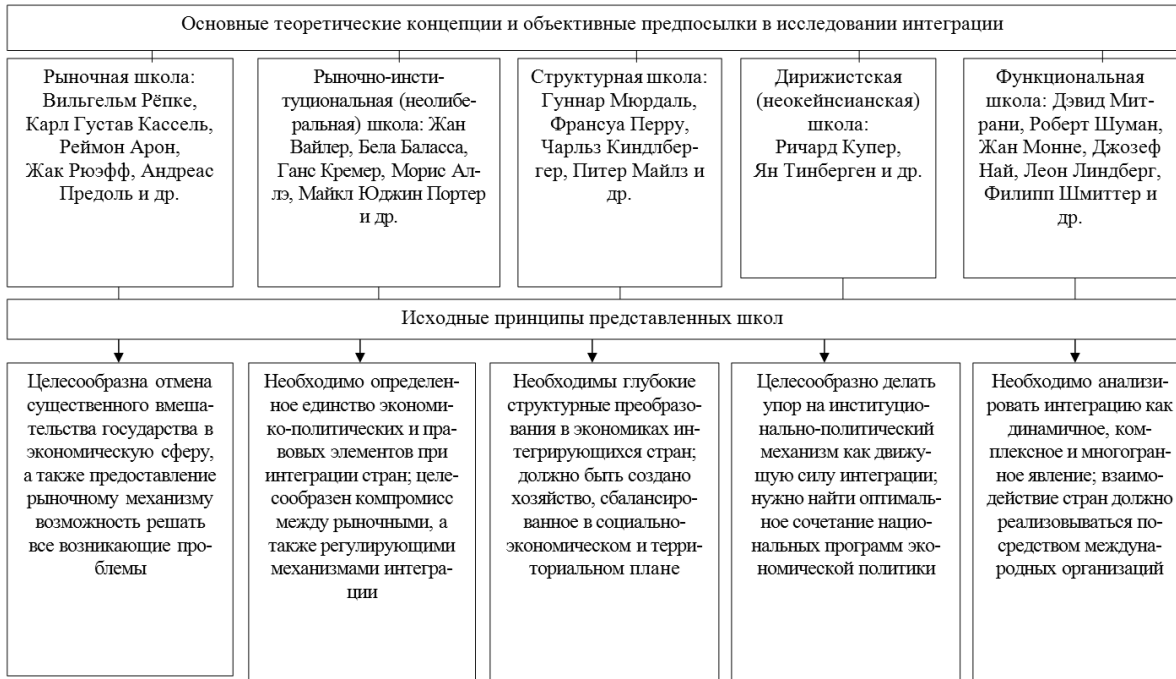 Основные теоретические концепции и объективные предпосылки в исследовании интеграции
Рыночная школа:
Вильгельм Рёпке,
Карл Густав Кассель,
Реймон Арон,
Жак Рюэфф, Андреас
Предоль и др.
Рыночно-инсти-
туциональная (неолибе-
ральная) школа: Жан
Вайлер, Бела Баласса,
Ганс Кремер, Морис Ал-
лэ, Майкл Юджин Портер
и др.
Структурная школа:
Гуннар Мюрдаль,
Франсуа Перру,
Чарльз Киндлбер-
гер, Питер Майлз и
др.
Дирижистская
(неокейнсианская)
школа:
Ричард Купер,
Ян Тинберген и др.
Функциональная
школа: Дэвид Мит-
рани, Роберт Шуман,
Жан Монне, Джозеф
Най, Леон Линдберг,
Филипп Шмиттер и
др.
Исходные принципы представленных школ
Целесообразна отмена
существенного вмеша-
тельства государства в
экономическую сферу,
а также предоставление
рыночному механизму
возможность решать
все возникающие про-
блемы
Необходимо определен-
ное единство экономи-
ко-политических и пра-
вовых элементов при
интеграции стран; целе-
сообразен компромисс
между рыночными, а
также регулирующими
механизмами интегра-
ции
Необходимы глубокие
структурные преобразо-
вания в экономиках ин-
тегрирующихся стран;
должно быть создано
хозяйство, сбалансиро-
ванное в социально-
экономическом и терри-
ториальном плане
Целесообразно делать
упор на институцио-
нально-политический
механизм как движу-
щую силу интеграции;
нужно найти оптималь-
ное сочетание нацио-
нальных программ эко-
номической политики
Необходимо анализи-
ровать интеграцию как
динамичное, ком-
плексное и многогран-
ное явление; взаимо-
действие стран должно
реализовываться по-
средством междуна-
родных организаций